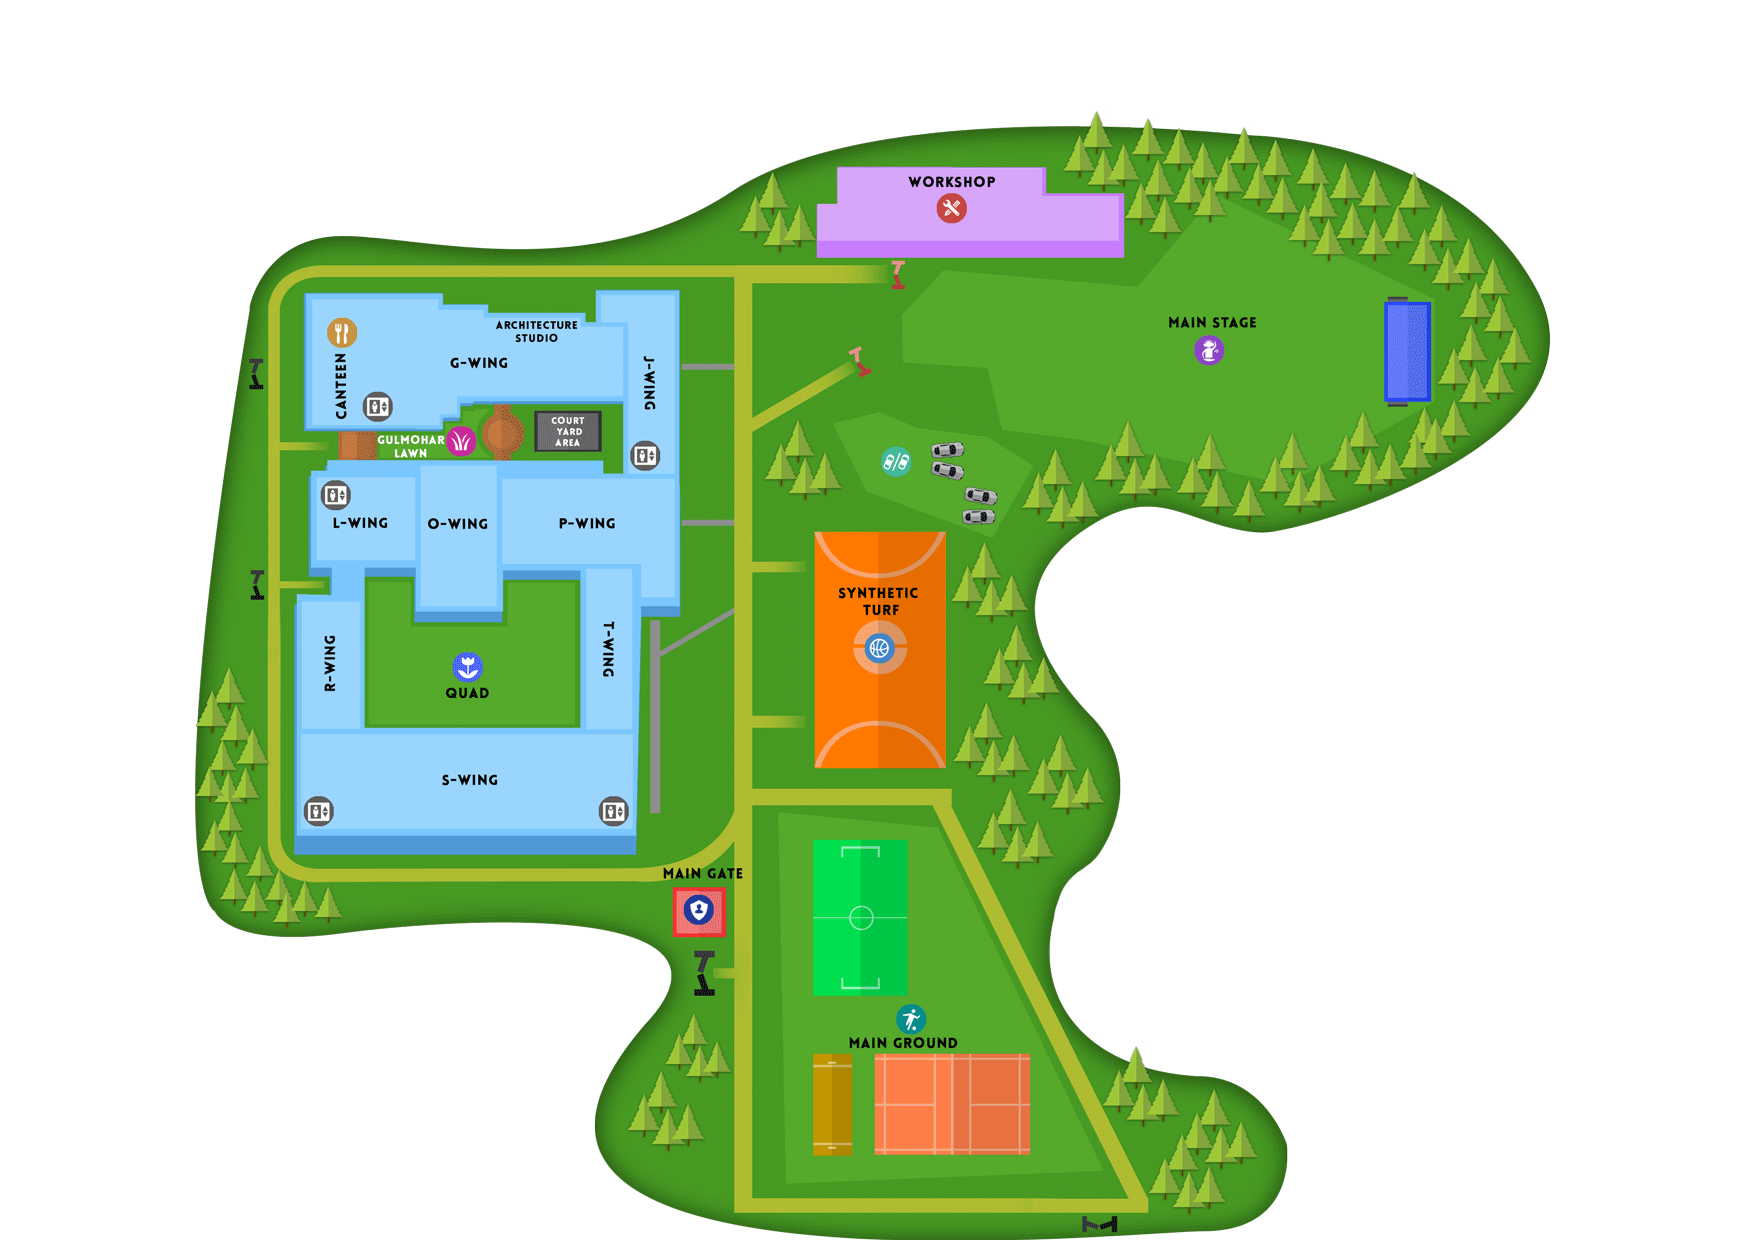 WORKSHOP
MAIN STAGE
ARCHITECTURE
STUDIO
G-WING
CANTEEN
J-WING
COURT
YARD
AREA
GULMOHAR
LAWN
L-WING
O-WING
P-WING
SYNTHETIC
TURF
R-WING
T-WING
QUAD
S-WING
MAIN GATE
MAIN GROUND